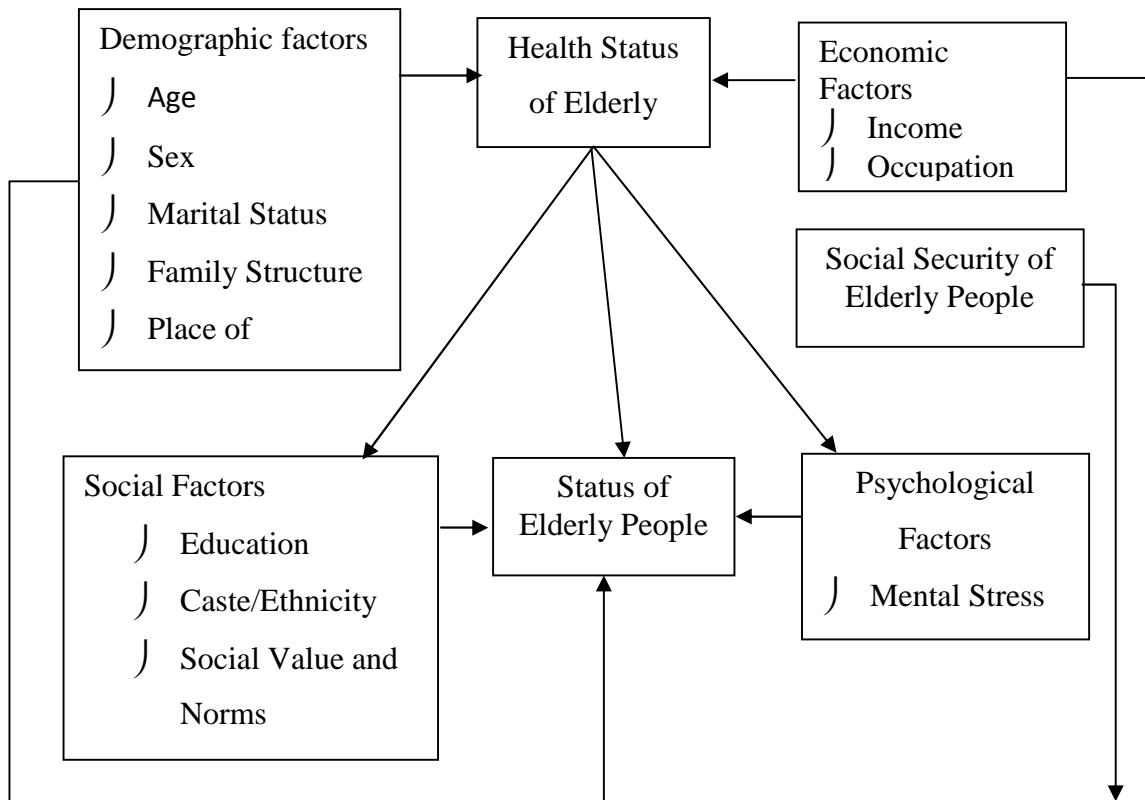 Demographic factors
Age
Sex
Marital Status
Family Structure
Place of
Health Status
of Elderly
Economic
Factors
Income
Occupation
Social Security of
Elderly People
Social Factors
Education
Caste/Ethnicity
Social Value and
Norms
Status of
Elderly People
Psychological
Factors
Mental Stress